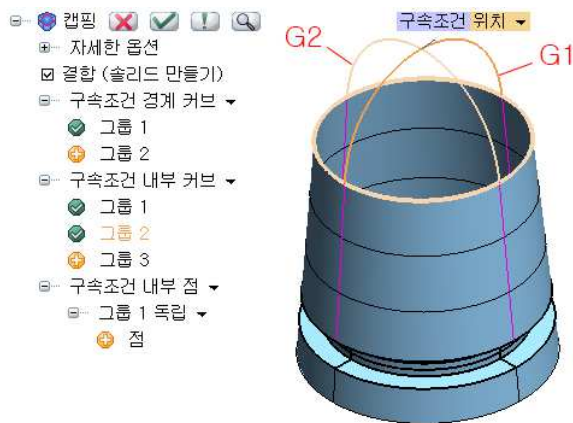 캡핑
자세한 옵션
결합 (솔리드 만들기)
구속조건 경계 커브
그룹 1
그룹 2
구속조건 내부 커브
그룹 1
그룹 2
그룹 3
구속조건 내부 점
그룹 1 독립
점
구속조건 위치
G2
G1